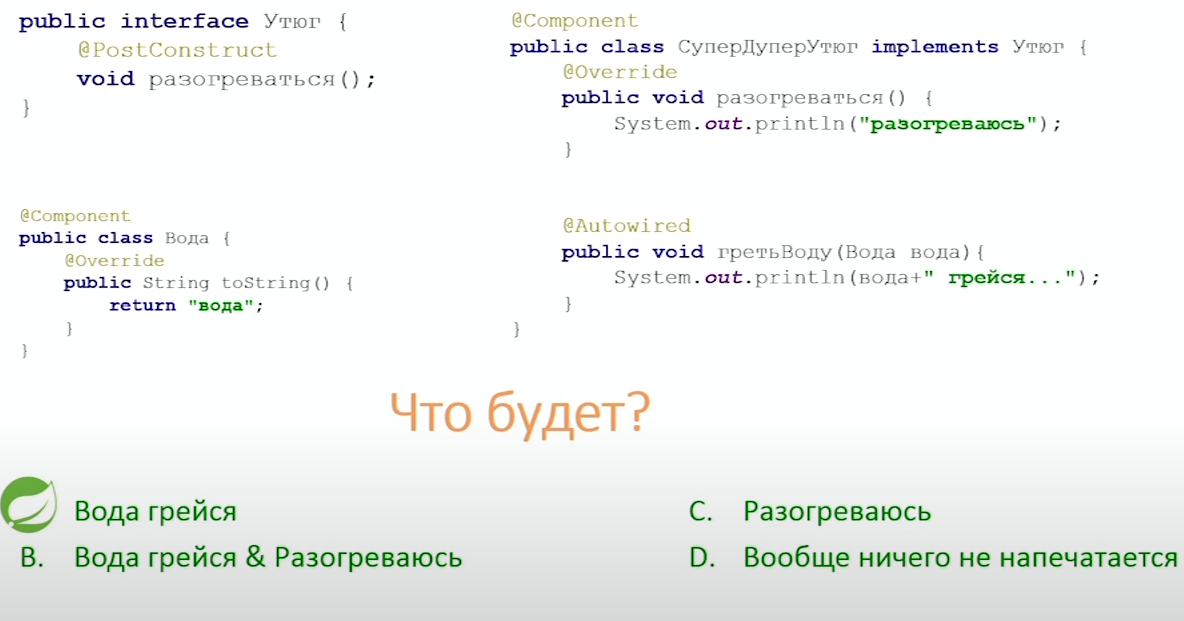 public interface Утюг {
@PostConstruct
void разогреваться();
}
@Component
public class СуперДуперУтюг implements Утюг {
@Override
public void разогреваться() {
System.out.println("разогреваюсь");
}
@Autowired
public void гретьВоду(Вода вода){
System.out.println(вода+" грейся...");
}
}
@Component
public class Вода {
@Override
public String toString() {
return "вода";
}
}
Что будет?
Вода грейся
B. Вода грейся & Разогреваюсь
C. Разогреваюсь
D. Вообще ничего не напечатается